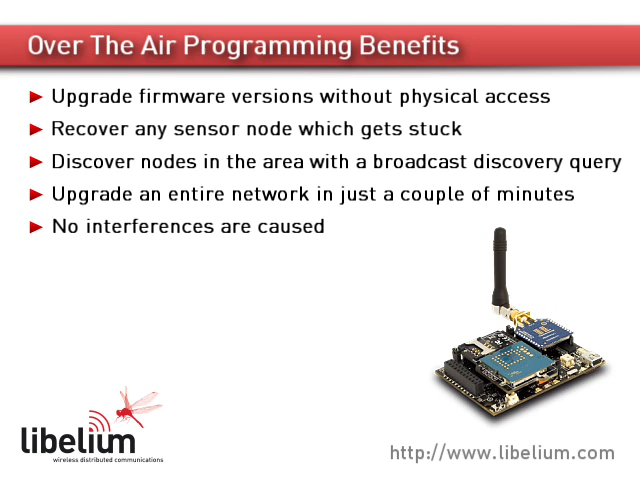 Over The Air Programming Benefits
Upgrade firmware versions without physical access
Recover any sensor node which gets stuck
Discover nodes in the area with a broadcast discovery query
Upgrade an entire network in just a couple of minutes
No interferences are caused
libelium
wireless distributed communications
http://www.libelium.com